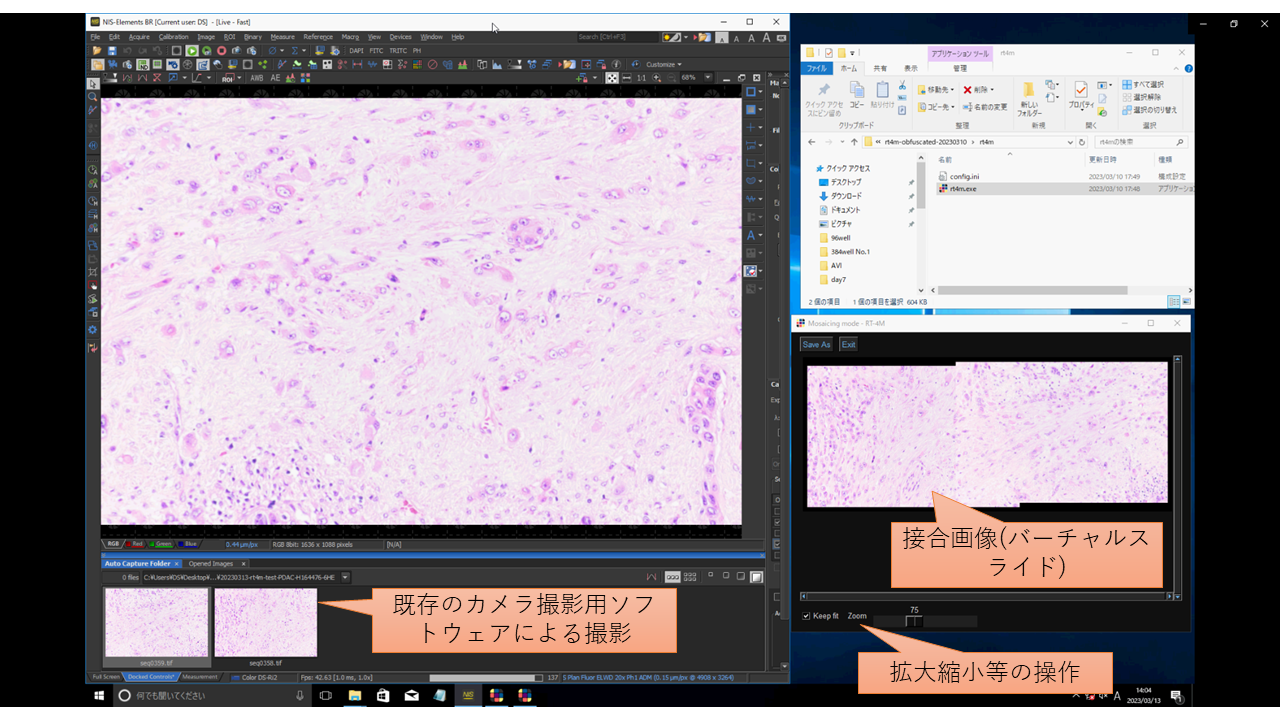 NIS-Elements BR [Current user: DS] - [Live - Fast]
File Edit Acquire Calibration Image ROI Binary Measure Reference Macro View Devices Window Help
Search [Ctrl+F3]
DAPI FITC TRITC PH
Customize
ROI AWB AE
1:1 68%
RGB Red Green Blue 0.44 µm/px RGB 8bit: 1636 x 1088 pixels [N/A]
Auto Capture Folder Opened Images
0 files C:¥Users¥DS¥Desktop¥...¥20230313-rt4m-test-PDAC-H164476-6HE
seq0359.tif seq0358.tif
既存のカメラ撮影用ソフ
トウェアによる撮影
Full Screen Docked Controls* Measurement Color DS-Ri2 Fps: 42.63 [1.0 ms, 1.0x] 137 S Plan Fluor ELWD 20x Ph1 ADM (0.15 µm/px @ 4908 x 3264)
アプリケーション ツール rt4m
ファイル ホーム 共有 表示 管理
クイック アクセスにピン留め コピー 貼り付け
移動先 削除
コピー先 名前の変更
新しいフォルダー
プロパティ
すべて選択
選択解除
選択の切り替え
クリップボード 整理 新規 開く 選択
« rt4m-obfuscated-20230310 › rt4m
rt4mの検索
名前 更新日時 種類
クイック アクセス
デスクトップ
ダウンロード
ドキュメント
ピクチャ
96well
384well No.1
AVI
day7
config.ini 2023/03/10 17:49 構成設定
rt4m.exe 2023/03/10 17:48 アプリケーショ
2 個の項目 1 個の項目を選択 604 KB
Mosaicing mode - RT-4M
Save As Exit
接合画像(バーチャルス
ライド)
Keep fit Zoom 75
拡大縮小等の操作
何でも聞いてください
NIS
A 14:04
2023/03/13